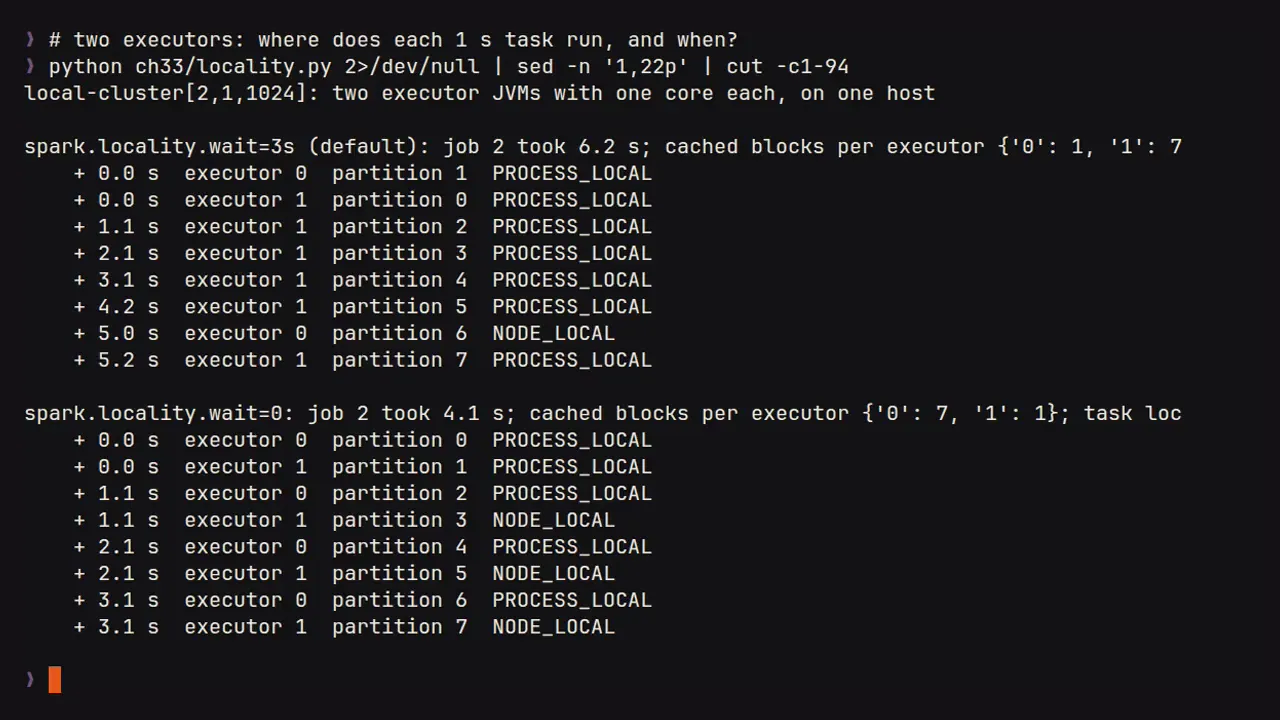 ❯ # two executors: where does each 1 s task run, and when?
❯ python ch33/locality.py 2>/dev/null | sed -n '1,22p' | cut -c1-94
local-cluster[2,1,1024]: two executor JVMs with one core each, on one host
spark.locality.wait=3s (default): job 2 took 6.2 s; cached blocks per executor {'0': 1, '1': 7
+ 0.0 s  executor 0  partition 1  PROCESS_LOCAL
+ 0.0 s  executor 1  partition 0  PROCESS_LOCAL
+ 1.1 s  executor 1  partition 2  PROCESS_LOCAL
+ 2.1 s  executor 1  partition 3  PROCESS_LOCAL
+ 3.1 s  executor 1  partition 4  PROCESS_LOCAL
+ 4.2 s  executor 1  partition 5  PROCESS_LOCAL
+ 5.0 s  executor 0  partition 6  NODE_LOCAL
+ 5.2 s  executor 1  partition 7  PROCESS_LOCAL
spark.locality.wait=0: job 2 took 4.1 s; cached blocks per executor {'0': 7, '1': 1}; task loc
+ 0.0 s  executor 0  partition 0  PROCESS_LOCAL
+ 0.0 s  executor 1  partition 1  PROCESS_LOCAL
+ 1.1 s  executor 0  partition 2  PROCESS_LOCAL
+ 1.1 s  executor 1  partition 3  NODE_LOCAL
+ 2.1 s  executor 0  partition 4  PROCESS_LOCAL
+ 2.1 s  executor 1  partition 5  NODE_LOCAL
+ 3.1 s  executor 0  partition 6  PROCESS_LOCAL
+ 3.1 s  executor 1  partition 7  NODE_LOCAL
❯